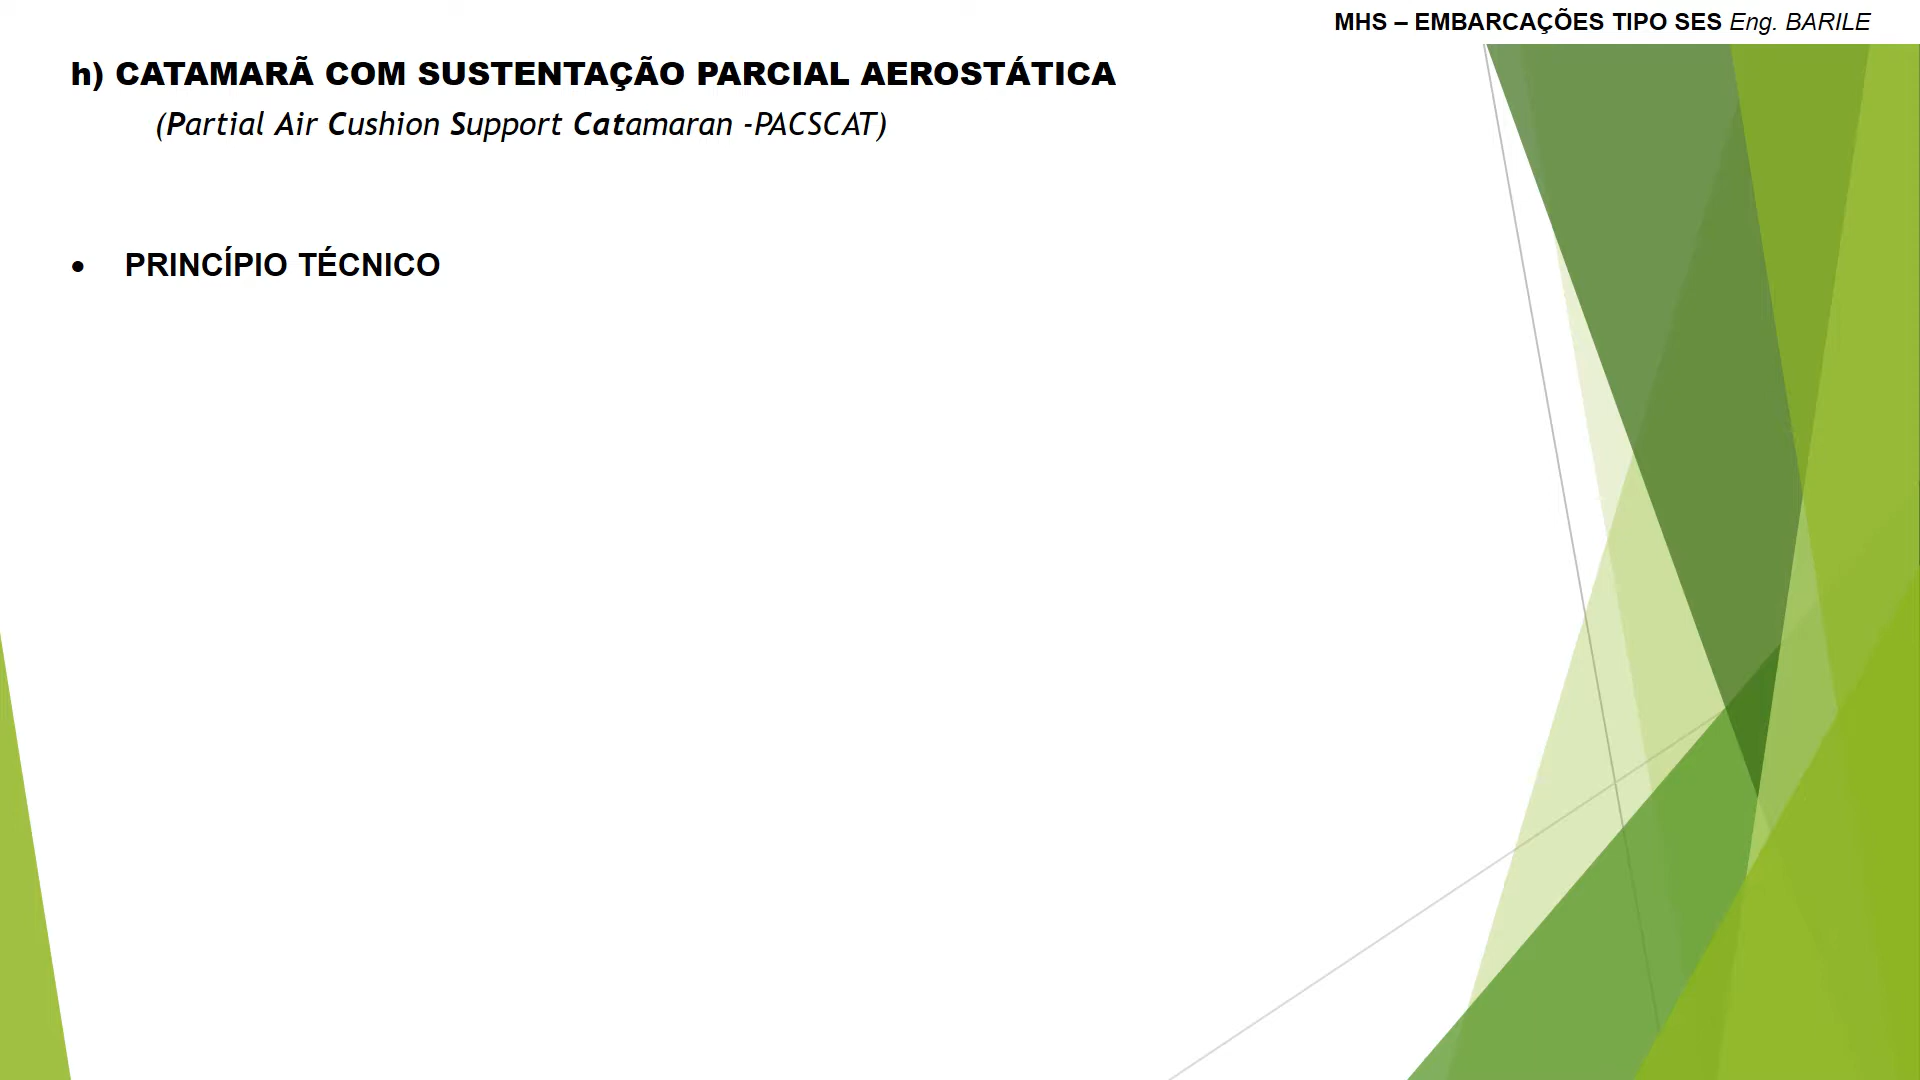 MHS – EMBARCAÇÕES TIPO SES Eng. BARILE
h) CATAMARÃ COM SUSTENTAÇÃO PARCIAL AEROSTÁTICA
(Partial Air Cushion Support Catamaran -PACSCAT)
• PRINCÍPIO TÉCNICO